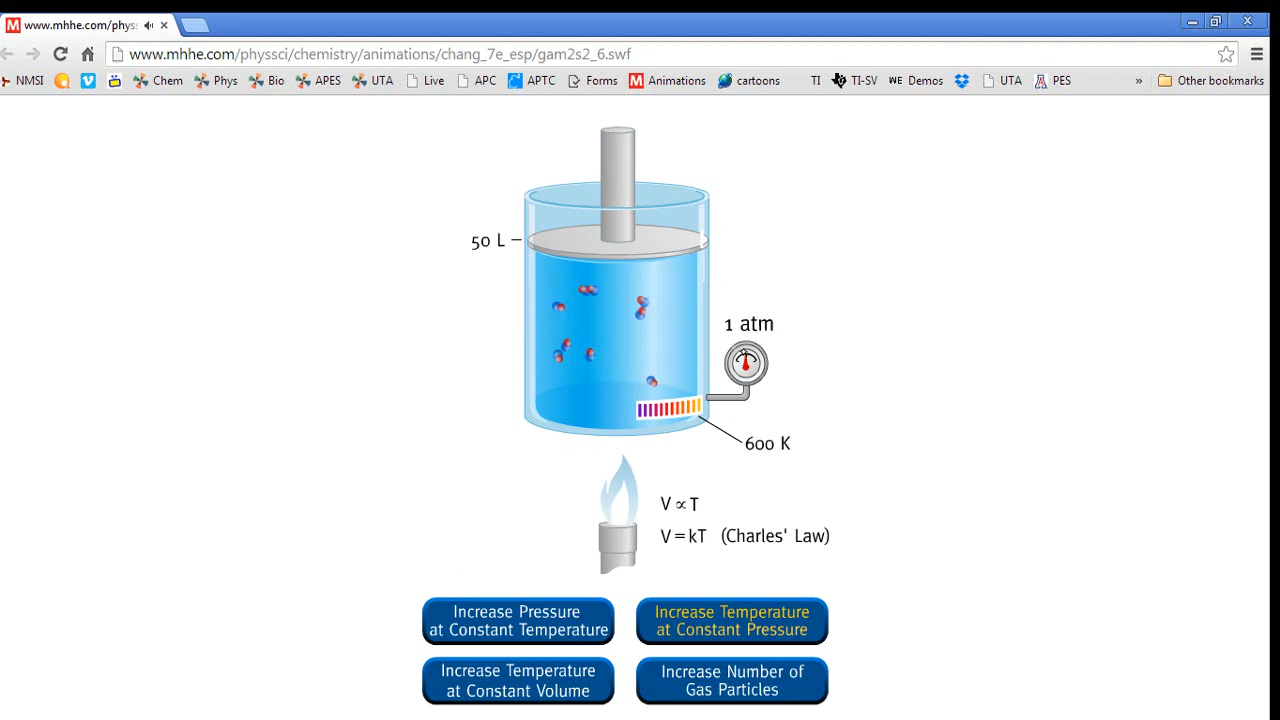 M www.mhhe.com/phys
www.mhhe.com/physsci/chemistry/animations/chang_7e_esp/gam2s2_6.swf
NMSI Chem Phys Bio APES UTA Live APC APTC Forms M Animations cartoons TI TI-SV WE Demos UTA PES » Other bookmarks
50 L
1 atm
600 K
V ∝ T
V = kT (Charles' Law)
Increase Pressure
at Constant Temperature
Increase Temperature
at Constant Pressure
Increase Temperature
at Constant Volume
Increase Number of
Gas Particles